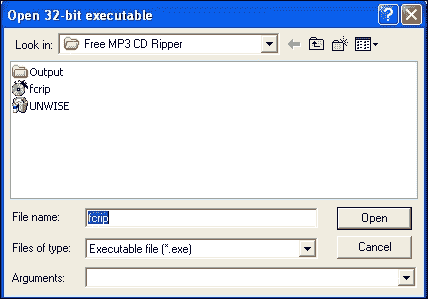 Open 32-bit executable
Look in: Free MP3 CD Ripper
Output
fcrip
UNWISE
File name: fcrip Open
Files of type: Executable file (*.exe) Cancel
Arguments: